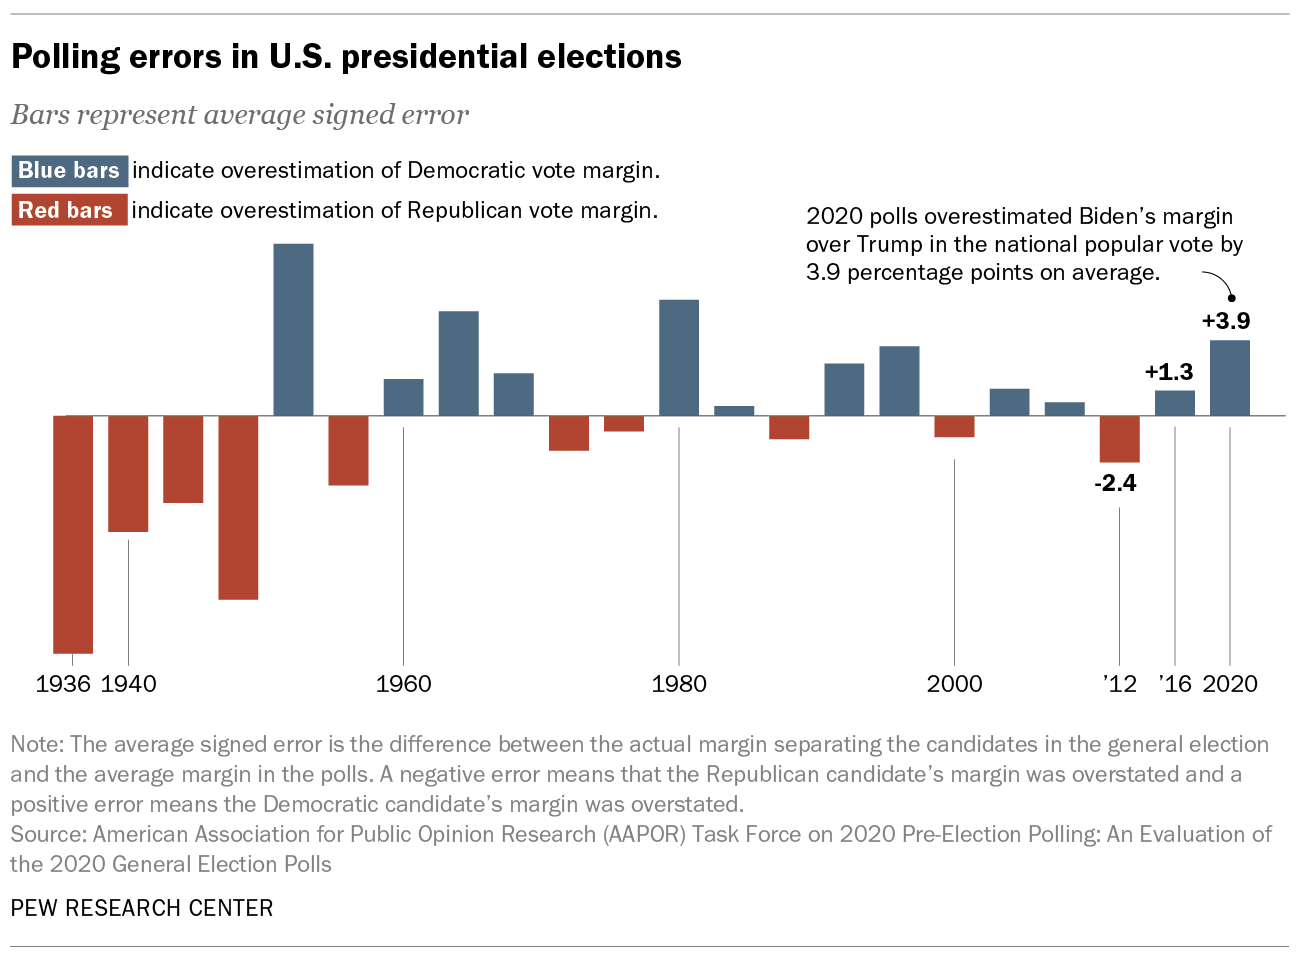 Polling errors in U.S. presidential elections
Bars represent average signed error
Blue bars indicate overestimation of Democratic vote margin.
Red bars indicate overestimation of Republican vote margin.
2020 polls overestimated Biden’s margin
over Trump in the national popular vote by
3.9 percentage points on average.
+3.9
+1.3
-2.4
1936 1940 1960 1980 2000 ’12 ’16 2020
Note: The average signed error is the difference between the actual margin separating the candidates in the general election
and the average margin in the polls. A negative error means that the Republican candidate’s margin was overstated and a
positive error means the Democratic candidate’s margin was overstated.
Source: American Association for Public Opinion Research (AAPOR) Task Force on 2020 Pre-Election Polling: An Evaluation of
the 2020 General Election Polls
PEW RESEARCH CENTER